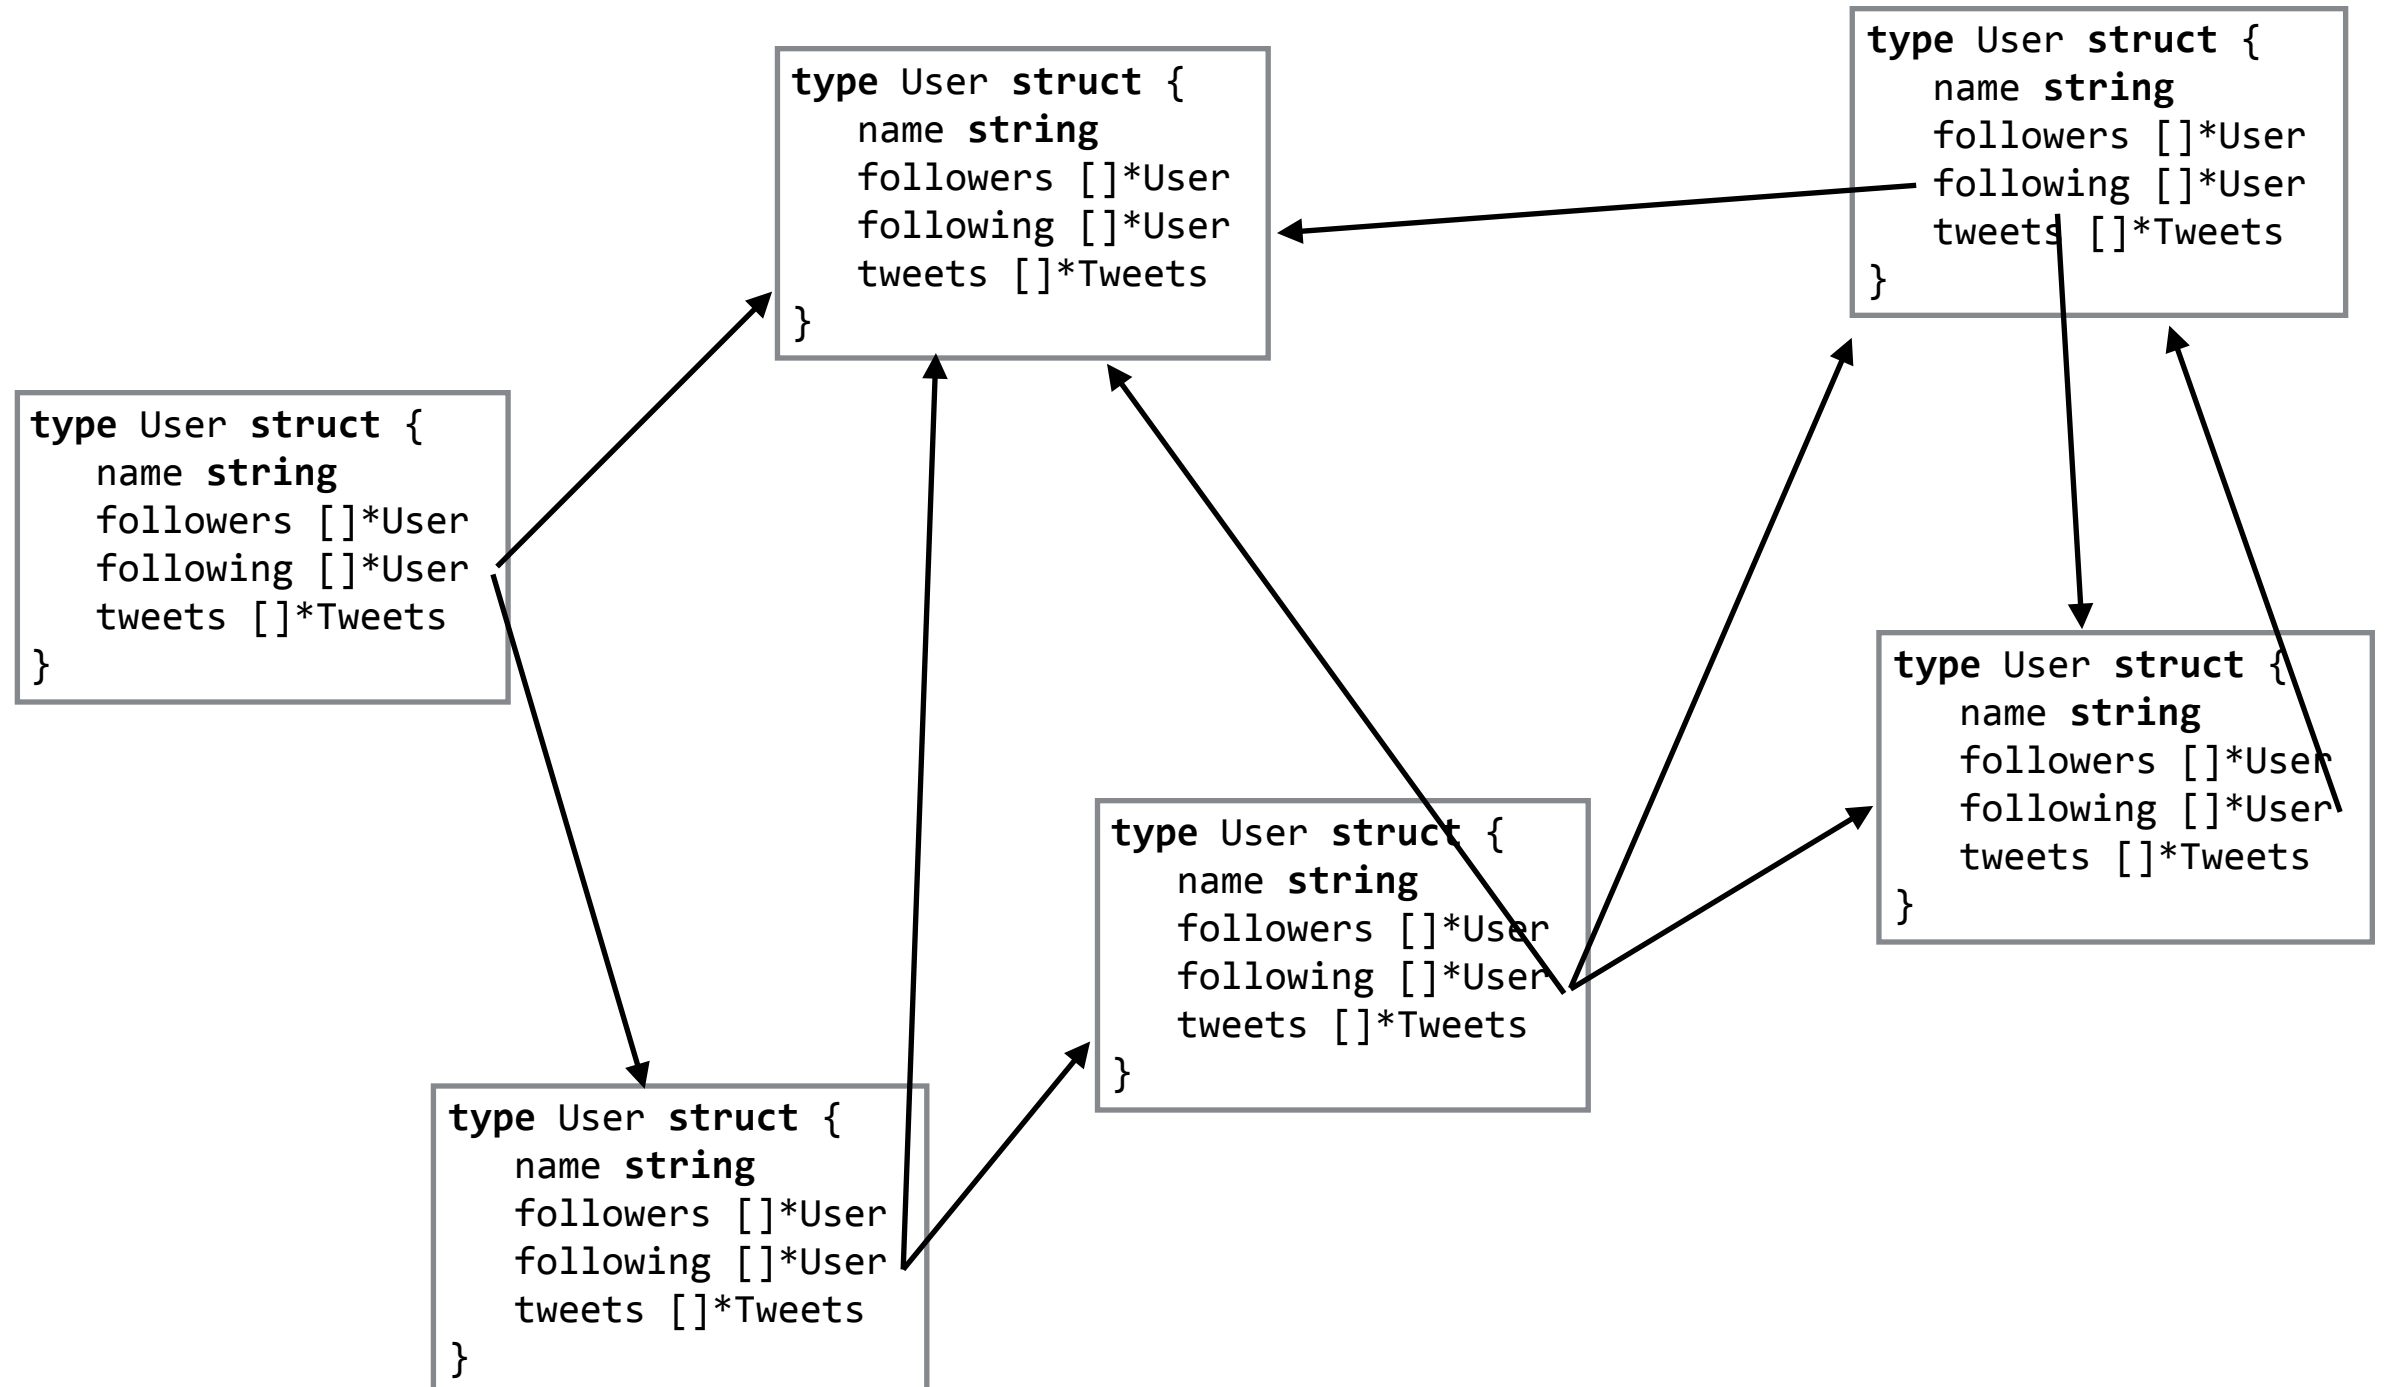 type User struct {
name string
followers []*User
following []*User
tweets []*Tweets
}
type User struct {
name string
followers []*User
following []*User
tweets []*Tweets
}
type User struct {
name string
followers []*User
following []*User
tweets []*Tweets
}
type User struct {
name string
followers []*User
following []*User
tweets []*Tweets
}
type User struct {
name string
followers []*User
following []*User
tweets []*Tweets
}
type User struct {
name string
followers []*User
following []*User
tweets []*Tweets
}